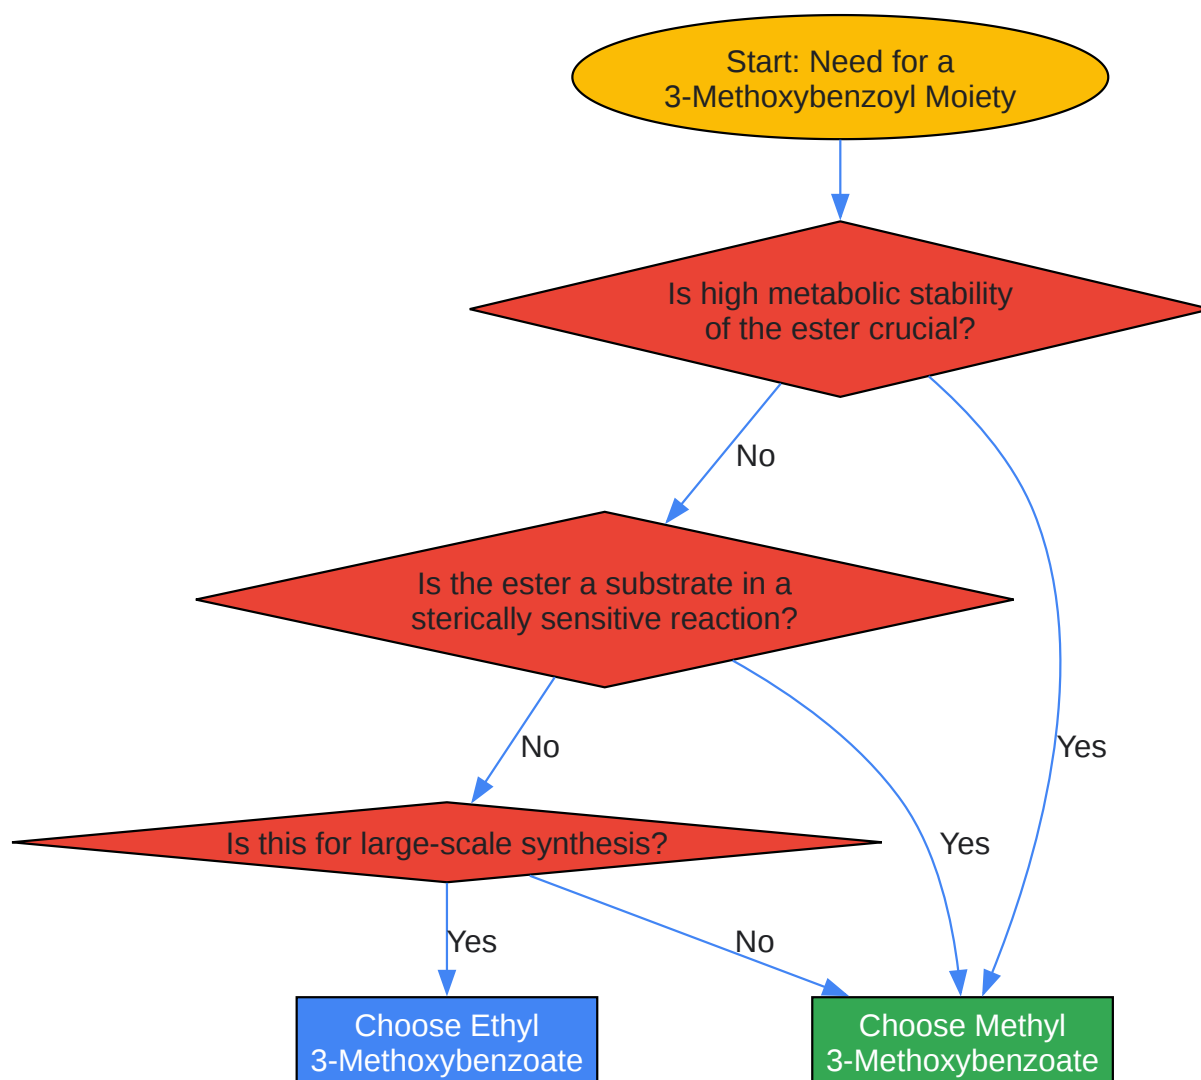 Start: Need for a
3-Methoxybenzoyl Moiety
Is high metabolic stability
of the ester crucial?
No
Is the ester a substrate in a
sterically sensitive reaction?
No
Yes
Is this for large-scale synthesis?
Yes
Yes
No
Choose Ethyl
3-Methoxybenzoate
Choose Methyl
3-Methoxybenzoate